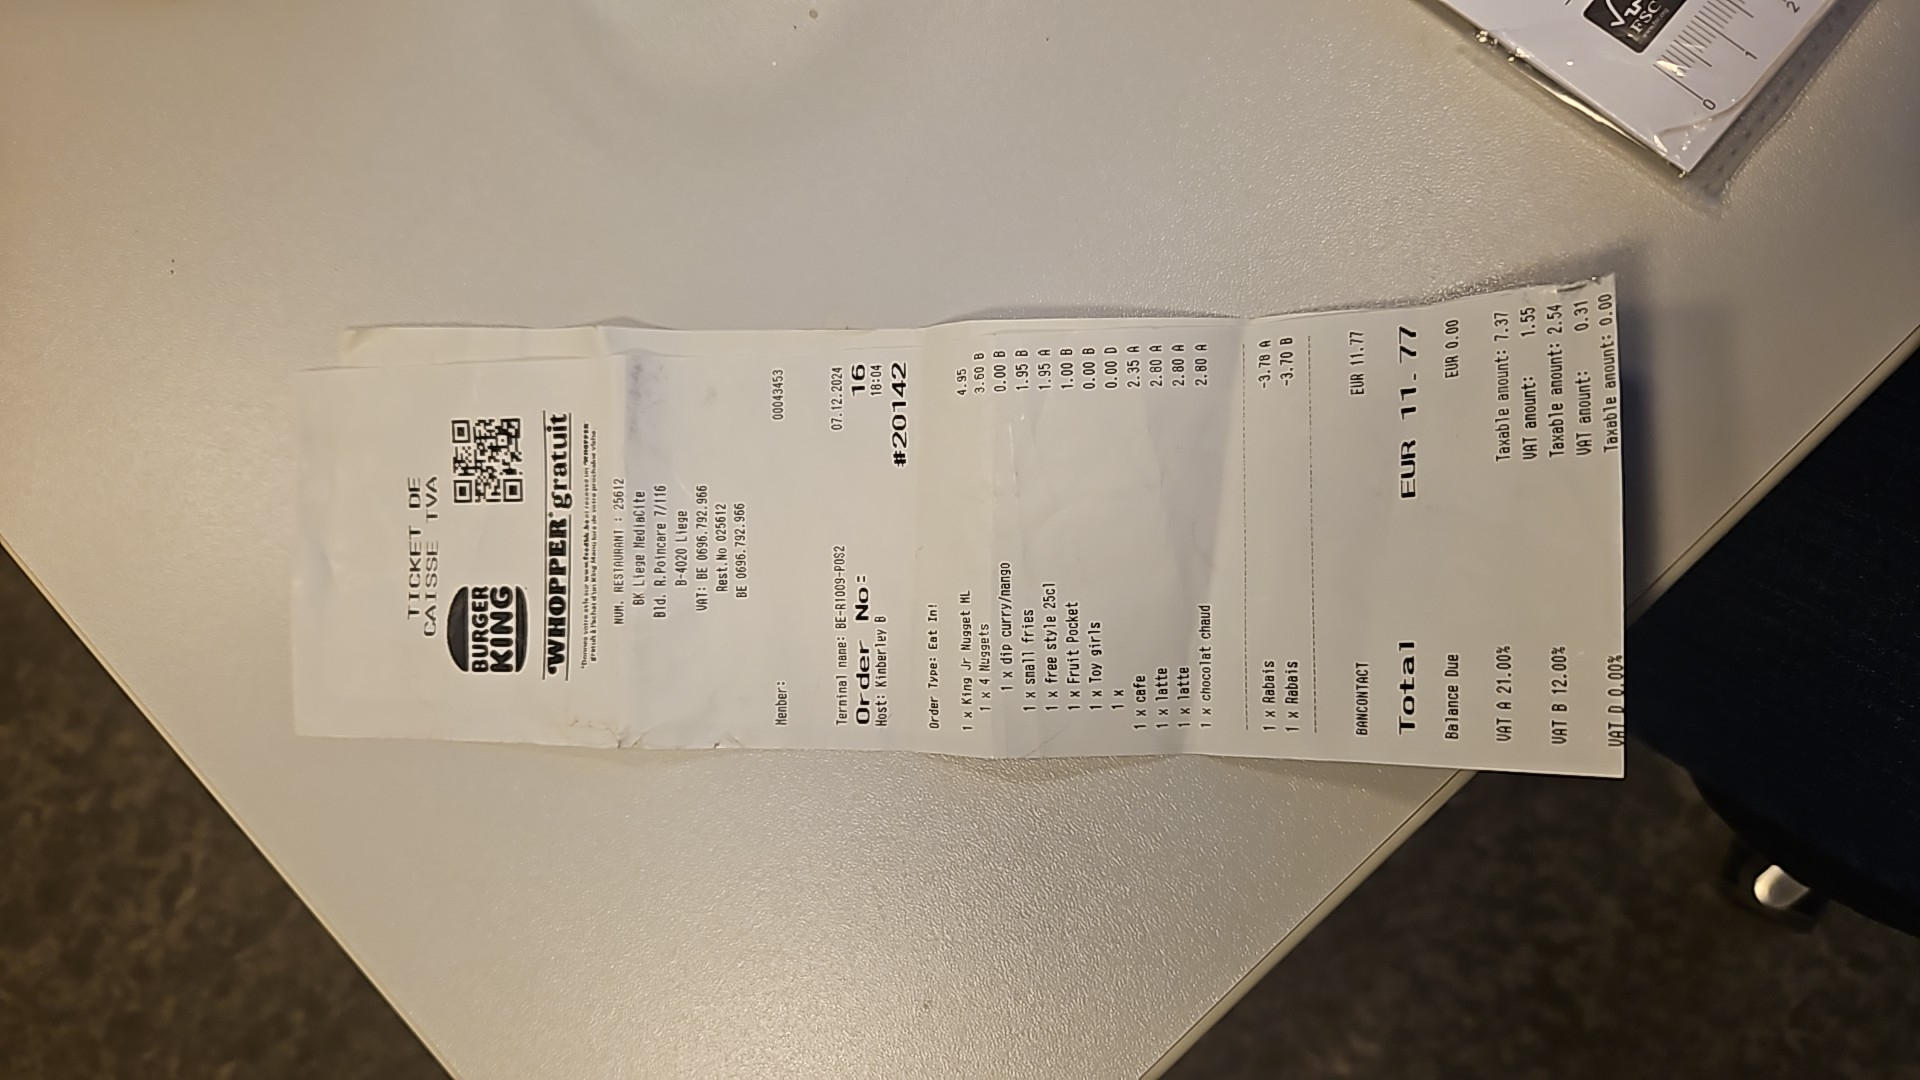 TICKET DE
CAISSE TVA
BURGER
KING
WHOPPER® gratuit
NUM. RESTAURANT : 25612
BK Liege MediaCite
Bld. R.Poincare 7/116
B-4020 Liege
VAT: BE 0696.792.966
Rest.No 025612
BE 0696.792.966
Member: 00043453
Terminal name: BE-R1009-POS2 07.12.2024
Order No: 16
Host: Kimberley B 18:04
#20142
Order Type: Eat In!
1 x King Jr Nugget ML 4.95
1 x 4 Nuggets 3.60 B
1 x dip curry/mango 0.00 B
1 x small fries 1.95 B
1 x free style 25cl 1.95 A
1 x Fruit Pocket 1.00 B
1 x Toy girls 0.00 B
1 x 0.00 D
1 x cafe 2.35 A
1 x latte 2.80 A
1 x latte 2.80 A
1 x chocolat chaud 2.80 A
1 x Rabais -3.78 A
1 x Rabais -3.70 B
BANCONTACT EUR 11.77
Total EUR 11.77
Balance Due EUR 0.00
VAT A 21.00% Taxable amount: 7.37
VAT amount: 1.55
VAT B 12.00% Taxable amount: 2.54
VAT amount: 0.31
VAT D 0.00% Taxable amount: 0.00
FSC
0 1 2